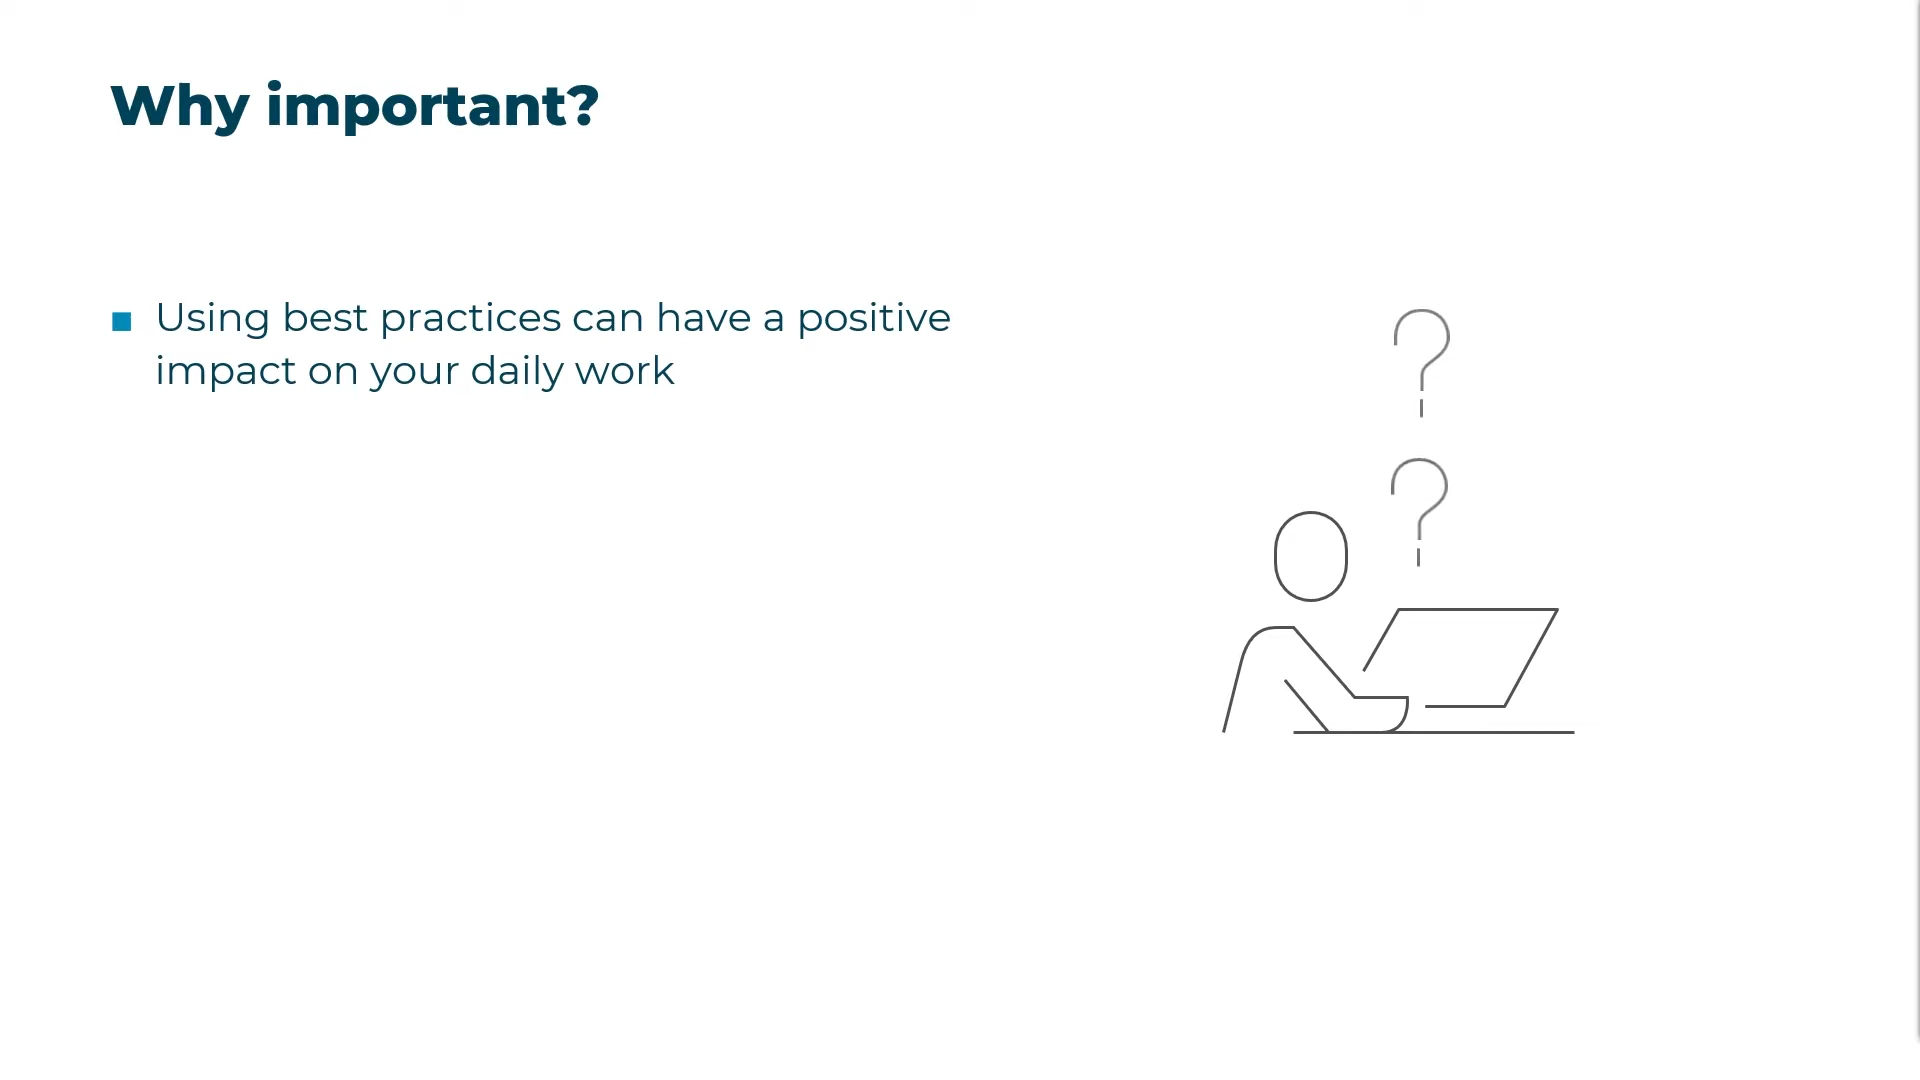 Why important?
Using best practices can have a positive
impact on your daily work